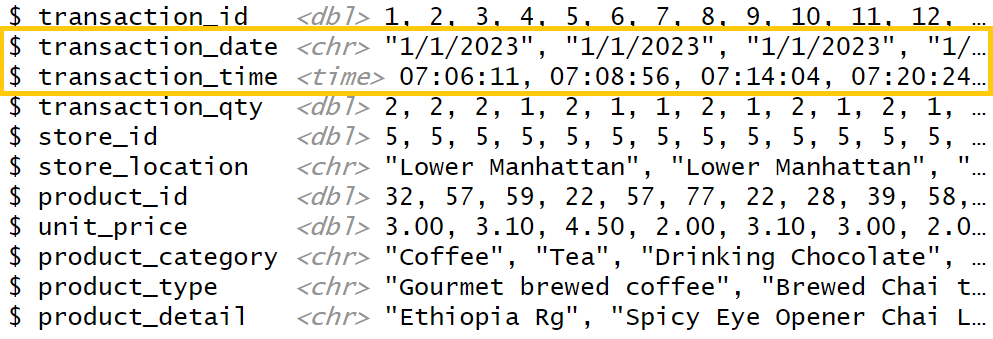 $ transaction_id <dbl> 1, 2, 3, 4, 5, 6, 7, 8, 9, 10, 11, 12, …
$ transaction_date <chr> "1/1/2023", "1/1/2023", "1/1/2023", "1/…
$ transaction_time <time> 07:06:11, 07:08:56, 07:14:04, 07:20:24…
$ transaction_qty <dbl> 2, 2, 2, 1, 2, 1, 1, 2, 1, 2, 1, 2, 1, …
$ store_id <dbl> 5, 5, 5, 5, 5, 5, 5, 5, 5, 5, 5, 5, 5, …
$ store_location <chr> "Lower Manhattan", "Lower Manhattan", "…
$ product_id <dbl> 32, 57, 59, 22, 57, 77, 22, 28, 39, 58,…
$ unit_price <dbl> 3.00, 3.10, 4.50, 2.00, 3.10, 3.00, 2.0…
$ product_category <chr> "Coffee", "Tea", "Drinking Chocolate", …
$ product_type <chr> "Gourmet brewed coffee", "Brewed Chai t…
$ product_detail <chr> "Ethiopia Rg", "Spicy Eye Opener Chai L…